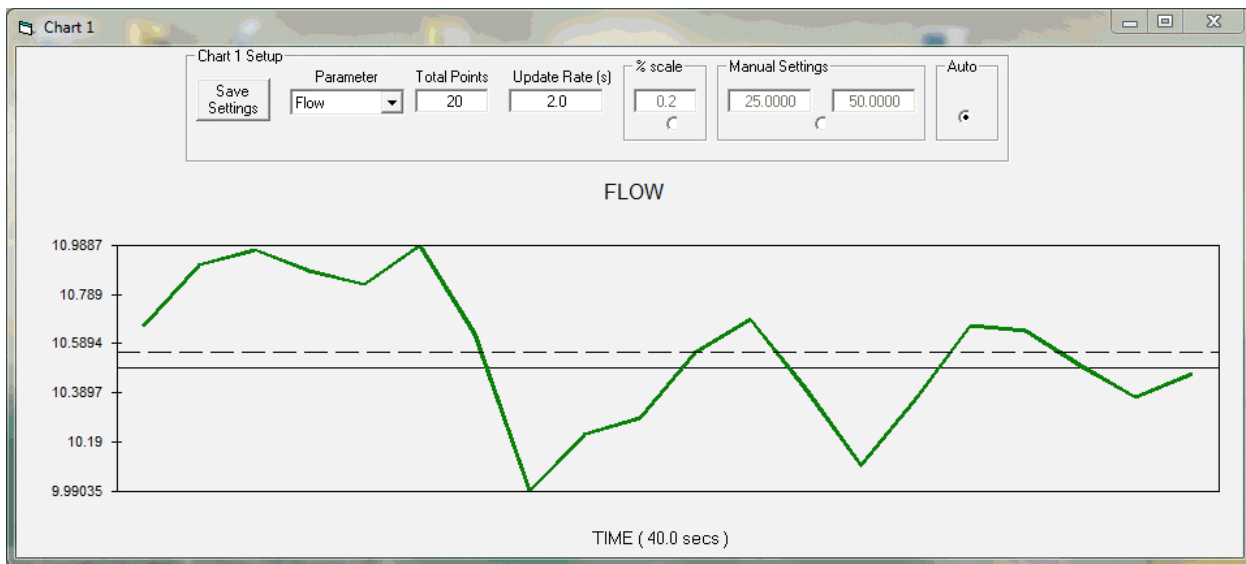 Chart 1
Chart 1 Setup
Save Settings
Parameter
Flow
Total Points
20
Update Rate (s)
2.0
% scale
0.2
Manual Settings
25.0000 50.0000
Auto
FLOW
10.9887
10.789
10.5894
10.3897
10.19
9.99035
TIME ( 40.0 secs )